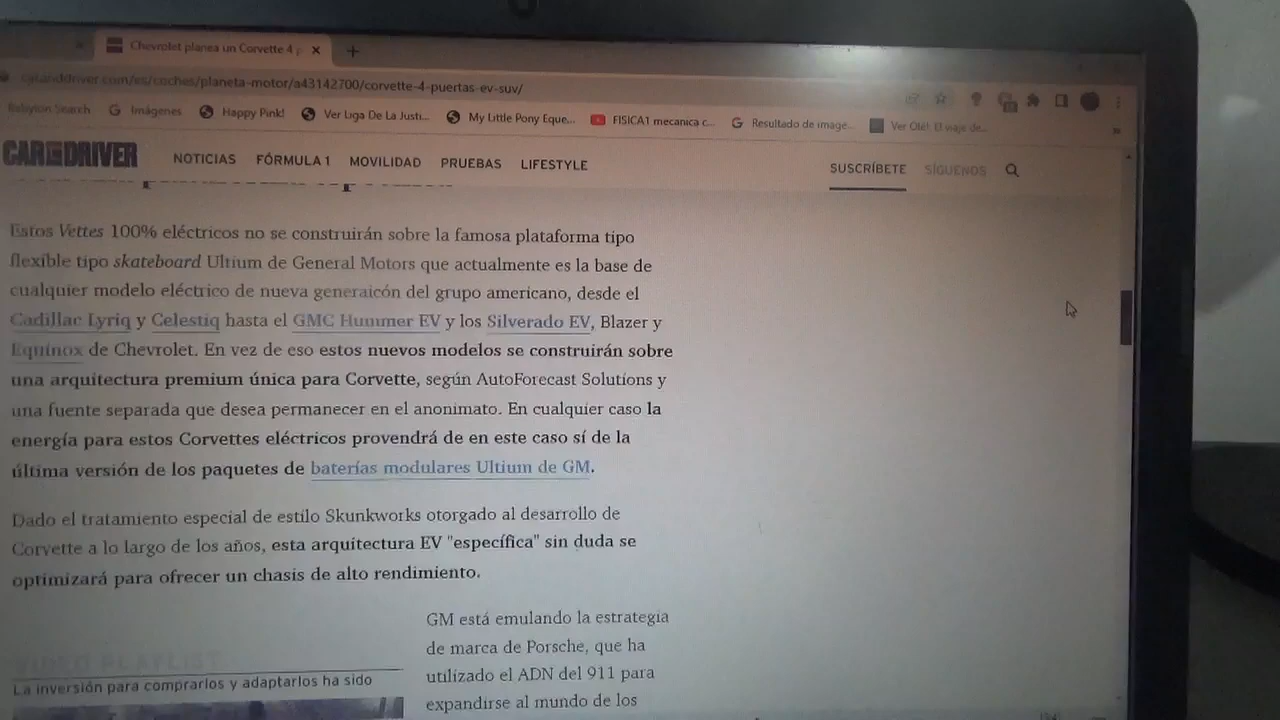 Chevrolet planea un Corvette 4 p
caranddriver.com/es/coches/planeta-motor/a43142700/corvette-4-puertas-ev-suv/
Babylon Search Imágenes Happy Pink! Ver Liga De La Justi... My Little Pony Eque... FISICA1 mecanica c... Resultado de image... Ver Olé! El viaje de...
CAR AND DRIVER NOTICIAS FÓRMULA 1 MOVILIDAD PRUEBAS LIFESTYLE SUSCRÍBETE SÍGUENOS
Estos Vettes 100% eléctricos no se construirán sobre la famosa plataforma tipo
flexible tipo skateboard Ultium de General Motors que actualmente es la base de
cualquier modelo eléctrico de nueva generaicón del grupo americano, desde el
Cadillac Lyriq y Celestiq hasta el GMC Hummer EV y los Silverado EV, Blazer y
Equinox de Chevrolet. En vez de eso estos nuevos modelos se construirán sobre
una arquitectura premium única para Corvette, según AutoForecast Solutions y
una fuente separada que desea permanecer en el anonimato. En cualquier caso la
energía para estos Corvettes eléctricos provendrá de en este caso sí de la
última versión de los paquetes de baterías modulares Ultium de GM.
Dado el tratamiento especial de estilo Skunkworks otorgado al desarrollo de
Corvette a lo largo de los años, esta arquitectura EV "específica" sin duda se
optimizará para ofrecer un chasis de alto rendimiento.
VIDEO PLAYLIST
La inversión para comprarlos y adaptarlos ha sido
GM está emulando la estrategia
de marca de Porsche, que ha
utilizado el ADN del 911 para
expandirse al mundo de los